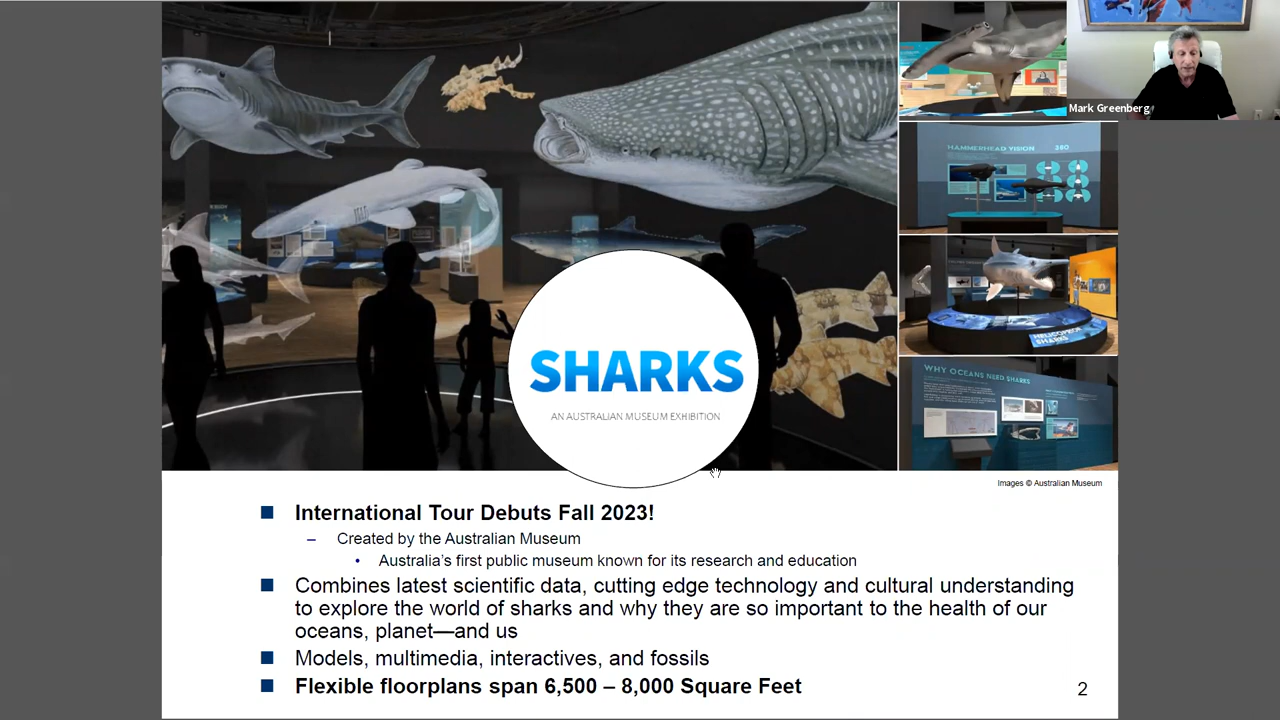 Mark Greenberg
HAMMERHEAD VISION 360
HELICOPRION
SHARKS
WHY OCEANS NEED SHARKS
SHARKS
AN AUSTRALIAN MUSEUM EXHIBITION
Images © Australian Museum
■ International Tour Debuts Fall 2023!
– Created by the Australian Museum
• Australia's first public museum known for its research and education
■ Combines latest scientific data, cutting edge technology and cultural understanding
to explore the world of sharks and why they are so important to the health of our
oceans, planet—and us
■ Models, multimedia, interactives, and fossils
■ Flexible floorplans span 6,500 – 8,000 Square Feet
2